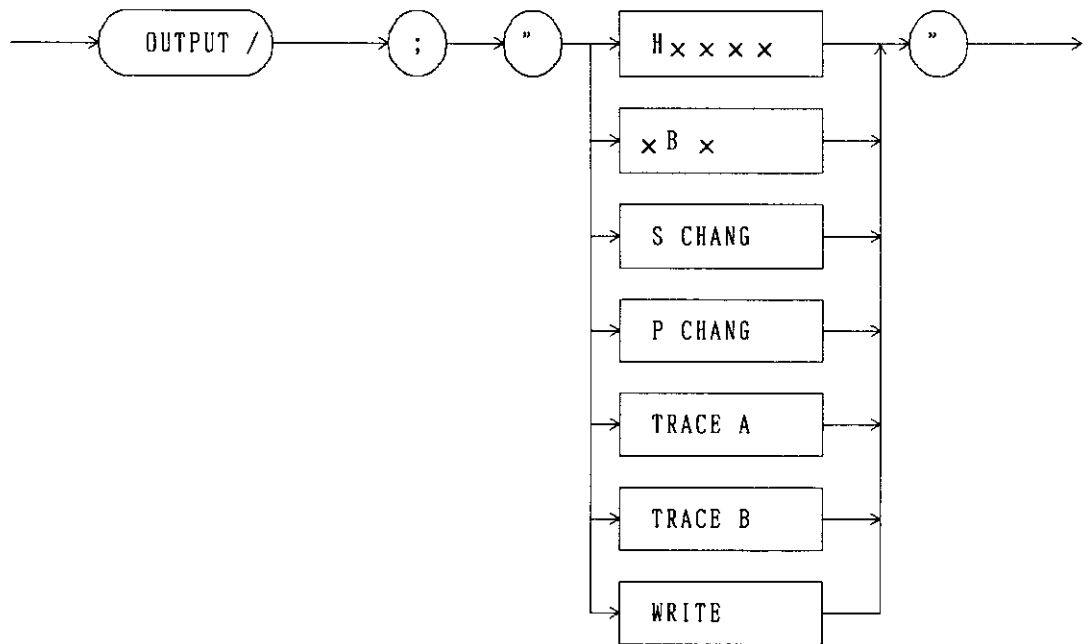 OUTPUT / ; " H × × × × "
× B ×
S CHANG
P CHANG
TRACE A
TRACE B
WRITE